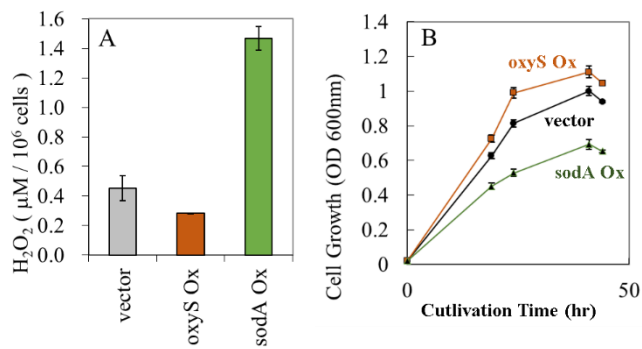 A
H₂O₂ ( µM / 10⁶ cells)
1.6
1.4
1.2
1.0
0.8
0.6
0.4
0.2
0.0
vector
oxyS Ox
sodA Ox
B
Cell Growth (OD 600nm)
1.4
1.2
1
0.8
0.6
0.4
0.2
0
oxyS Ox
vector
sodA Ox
0
50
Cutlivation Time (hr)